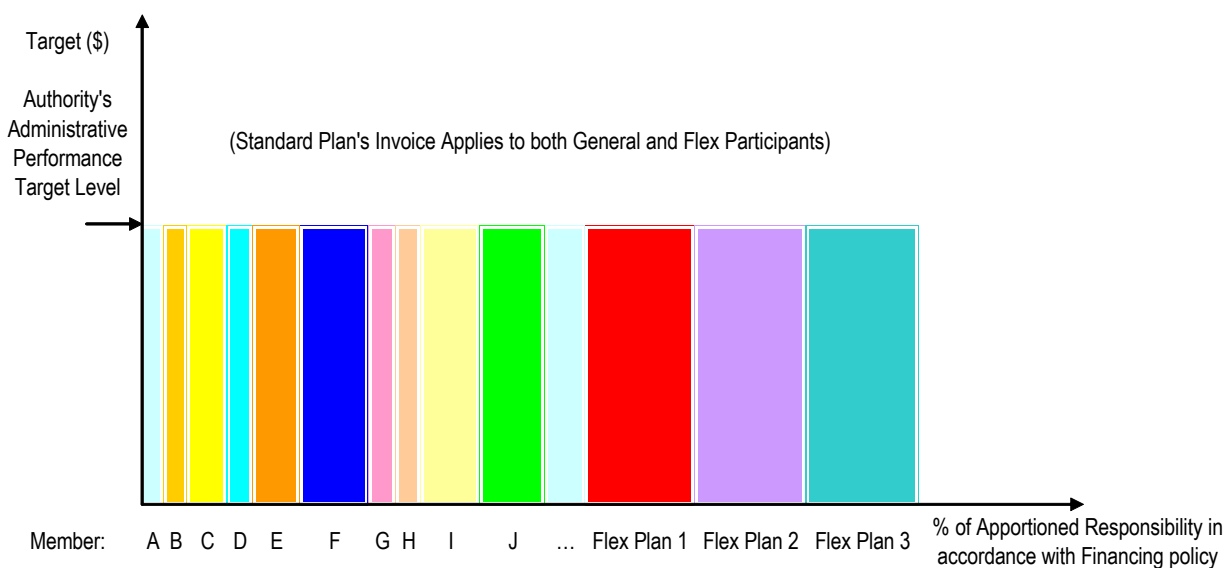 Target ($)
Authority's
Administrative
Performance
Target Level
(Standard Plan's Invoice Applies to both General and Flex Participants)
Member: A B C D E F G H I J ... Flex Plan 1 Flex Plan 2 Flex Plan 3
% of Apportioned Responsibility in
accordance with Financing policy